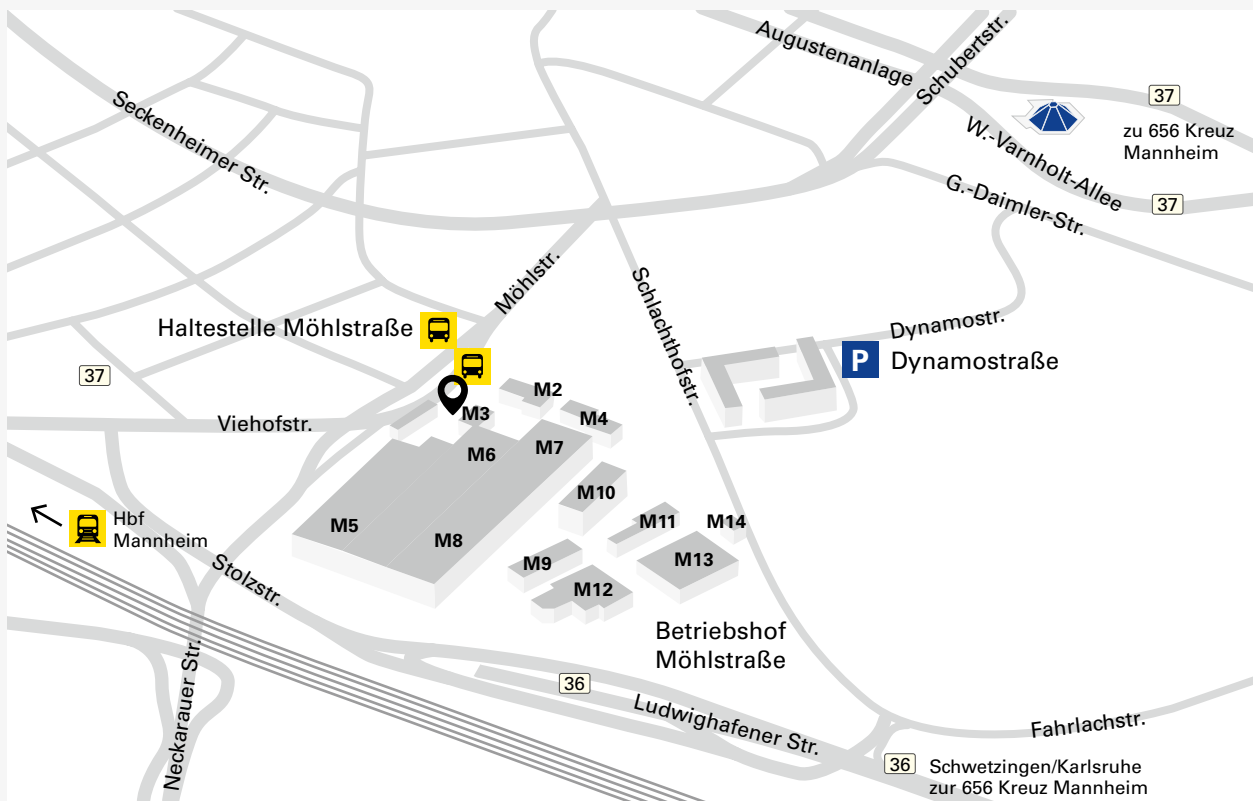 Augustenanlage
Schubertstr.
37
zu 656 Kreuz
Mannheim
Seckenheimer Str.
W.-Varnholt-Allee
G.-Daimler-Str.
37
Möhlstr.
Schlachthofstr.
Haltestelle Möhlstraße
Dynamostr.
P
Dynamostraße
37
Viehofstr.
M2
M3
M4
M6
M7
M10
M5
M8
M11
M14
M9
M13
M12
Hbf
Mannheim
Stolzstr.
Neckarauer Str.
Betriebshof
Möhlstraße
36
Ludwighafener Str.
Fahrlachstr.
36
Schwetzingen/Karlsruhe
zur 656 Kreuz Mannheim